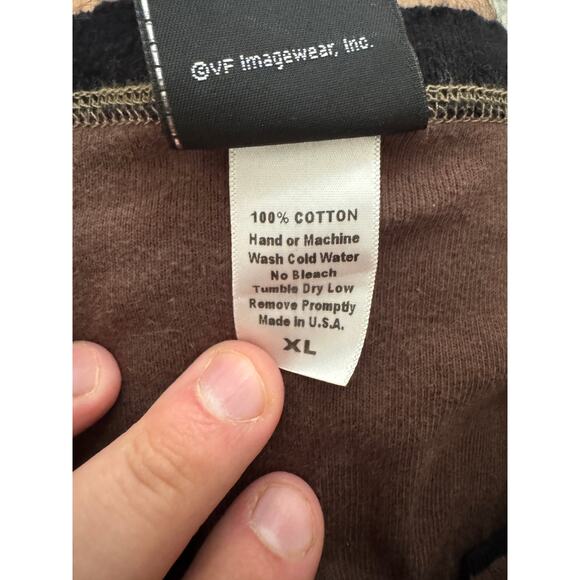 ©VF Imagewear, Inc.
100% COTTON
Hand or Machine
Wash Cold Water
No Bleach
Tumble Dry Low
Remove Promptly
Made in U.S.A.
XL